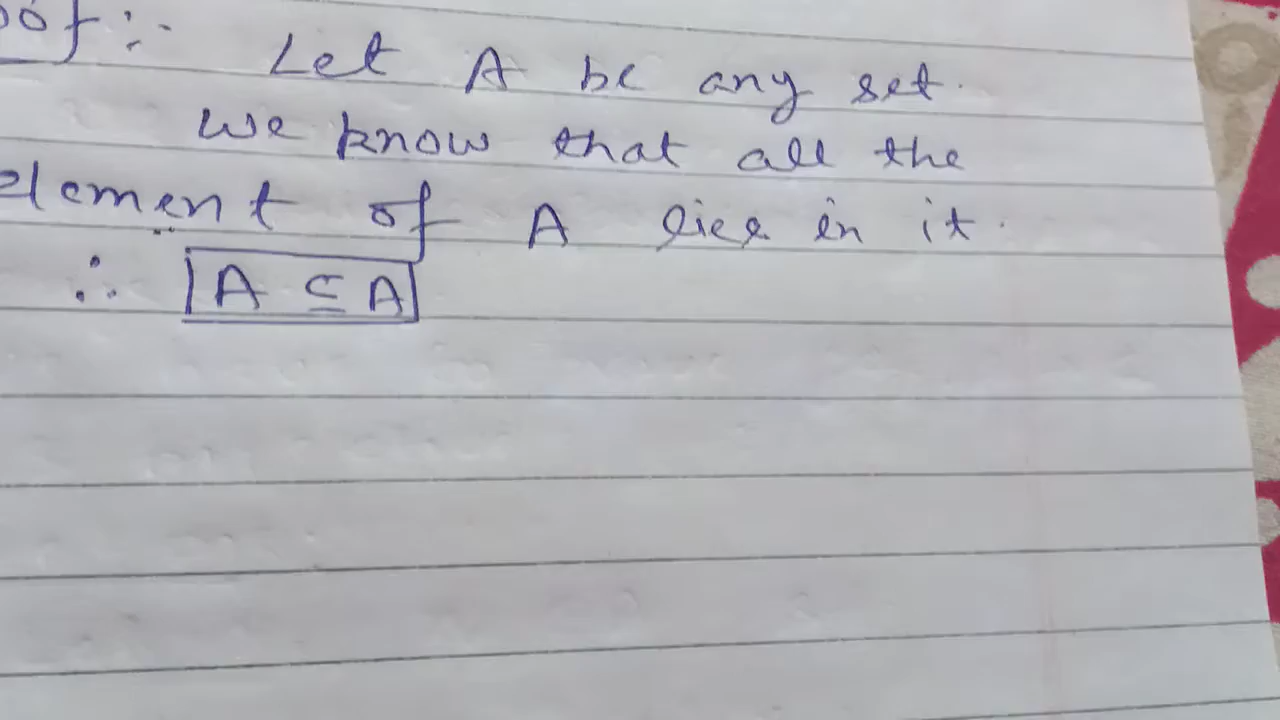 oof :-
Let A be any set.
We know that all the
element of A lies in it.
∴ A ⊆ A